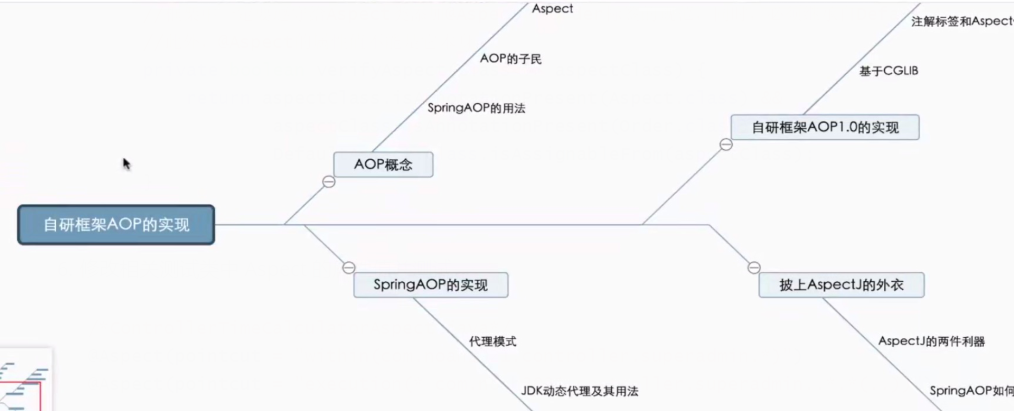 Aspect
AOP的子民
SpringAOP的用法
AOP概念
注解标签和Aspect
基于CGLIB
自研框架AOP1.0的实现
自研框架AOP的实现
SpringAOP的实现
代理模式
JDK动态代理及其用法
披上AspectJ的外衣
AspectJ的两件利器
SpringAOP如何